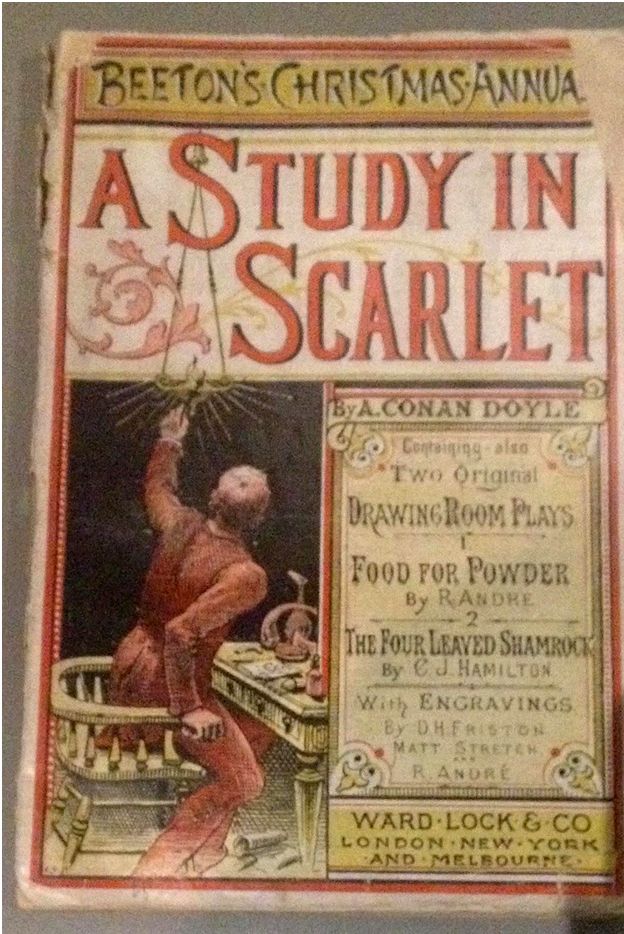 BEETON'S·CHRISTMAS·ANNUA
A STUDY IN
SCARLET
By A. CONAN DOYLE
Containing-also
Two Original
DRAWING ROOM PLAYS
1
FOOD FOR POWDER
By R. ANDRE
2
THE FOUR LEAVED SHAMROCK
By C. J. HAMILTON
With ENGRAVINGS
By D.H. FRISTON
MATT STRETCH
AND
R. ANDRÉ
WARD·LOCK & CO
LONDON·NEW·YORK
·AND·MELBOURNE·